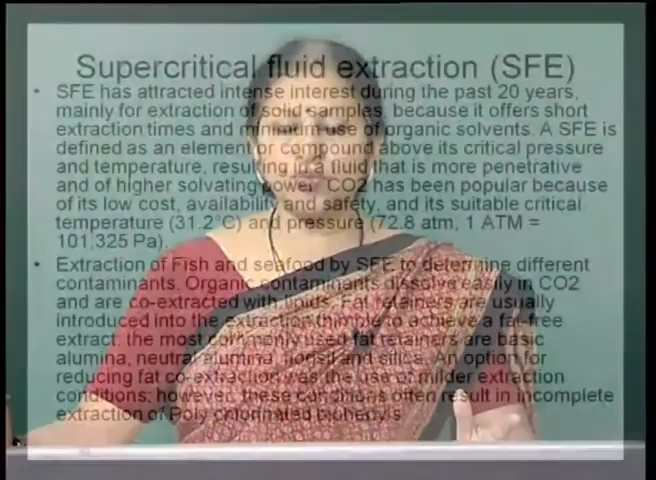 Supercritical fluid extraction (SFE)
• SFE has attracted intense interest during the past 20 years,
mainly for extraction of solid samples, because it offers short
extraction times and use of organic solvents. A SFE is
defined as an element or compound above its critical pressure
and temperature, resulting in a fluid that is more penetrative
and of higher solvating power. CO2 has been popular because
of its low cost, availability and safety, and its suitable critical
temperature (31.2°C) and pressure (72.8 atm, 1 ATM =
101,325 Pa).
• Extraction of Fish and seafood by SFE to determine different
contaminants. Organic contaminants dissolve easily in CO2
and are co-extracted with lipids. Fat retainers are usually
introduced into the extraction thimble to achieve a fat-free
extract: the most commonly used fat retainers are basic
alumina, neutral alumina, florisil and silica. An option for
reducing fat co-extraction was the use of milder extraction
conditions; however, these conditions often result in incomplete
extraction of Poly chlorinated biphenyls